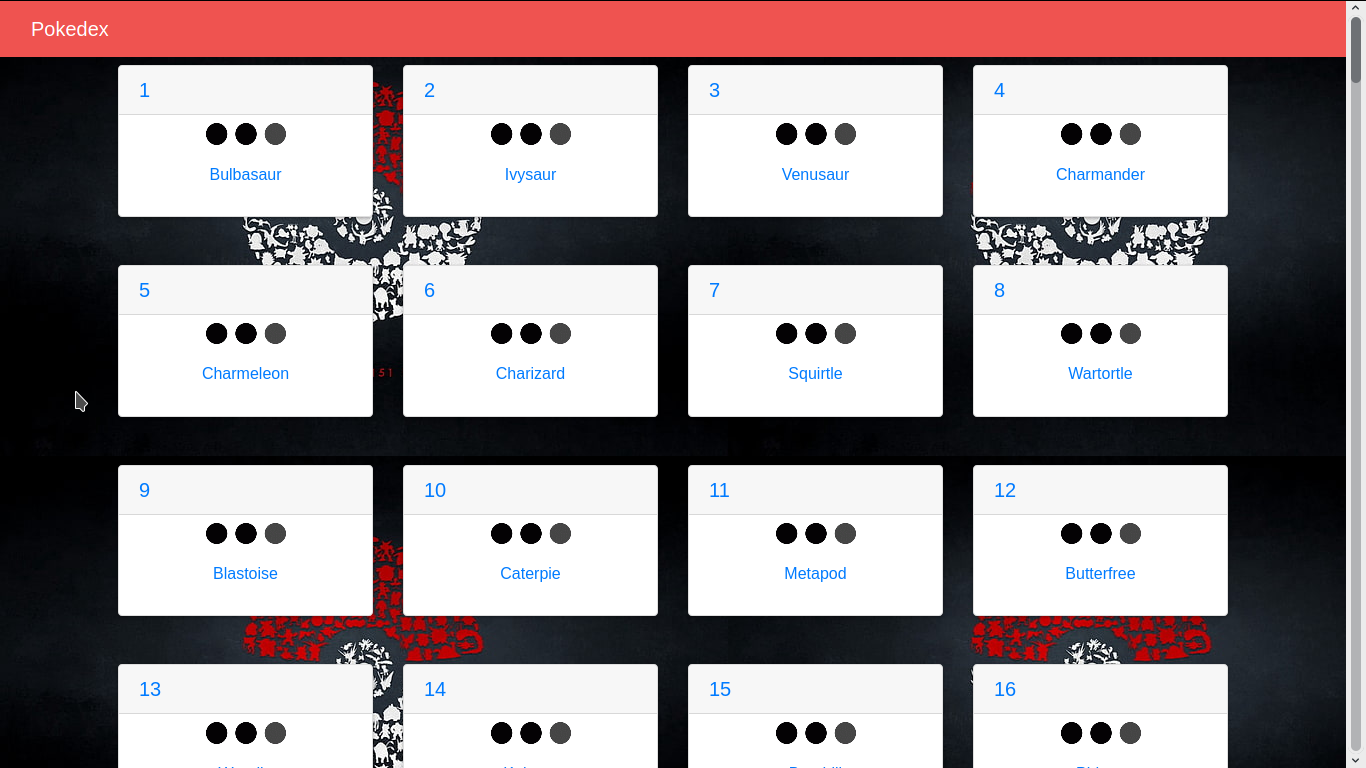 Pokedex
1 2 3 4
Bulbasaur Ivysaur Venusaur Charmander
5 6 7 8
Charmeleon Charizard Squirtle Wartortle
151
9 10 11 12
Blastoise Caterpie Metapod Butterfree
13 14 15 16